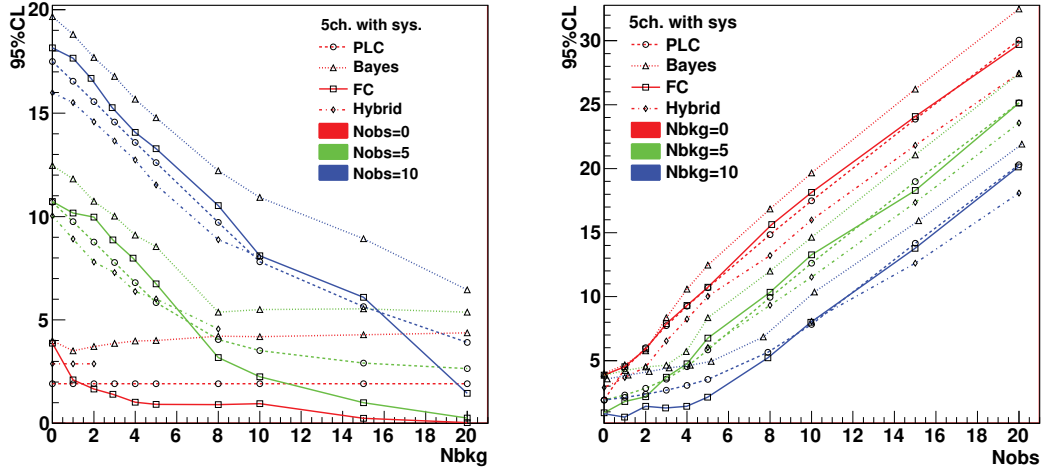 95%CL
20
15
10
5
0
0 2 4 6 8 10 12 14 16 18 20
Nbkg
5ch. with sys.
PLC
Bayes
FC
Hybrid
Nobs=0
Nobs=5
Nobs=10
95%CL
30
25
20
15
10
5
0 2 4 6 8 10 12 14 16 18 20
Nobs
5ch. with sys
PLC
Bayes
FC
Hybrid
Nbkg=0
Nbkg=5
Nbkg=10